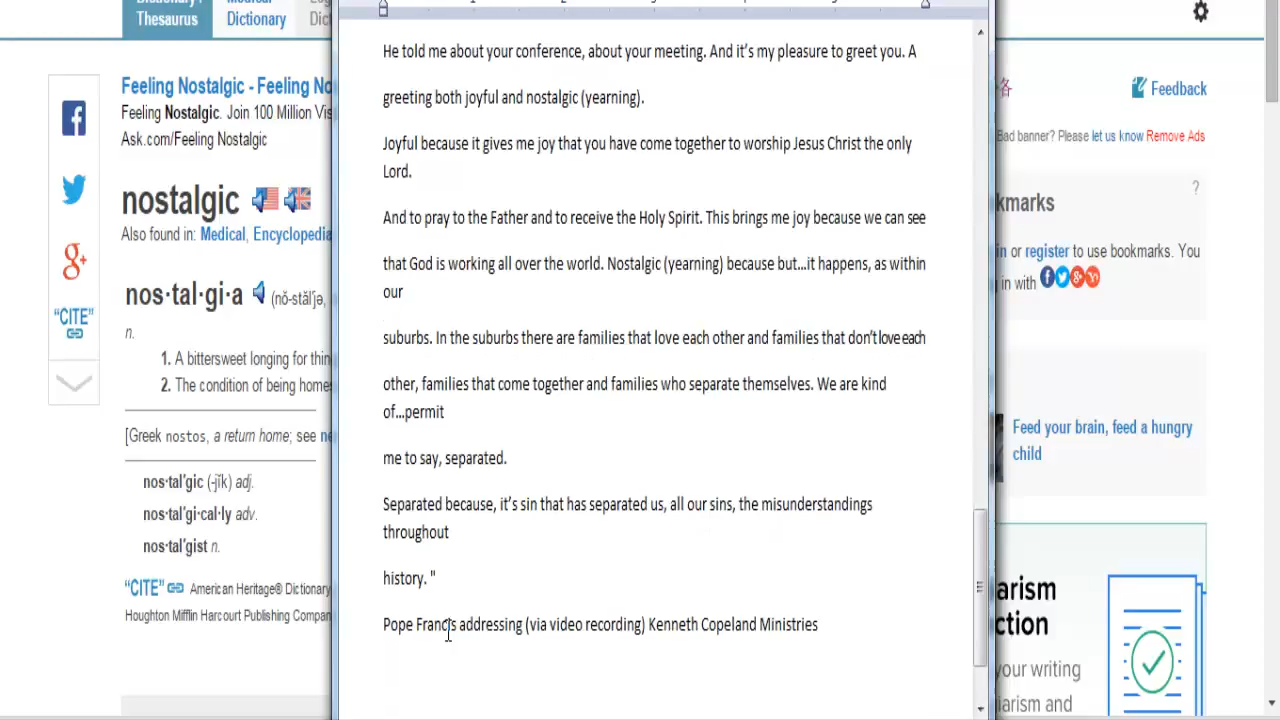 Dictionary /
Thesaurus
Medical
Dictionary
Feeling Nostalgic - Feeling No
Feeling Nostalgic. Join 100 Million Vis
Ask.com/Feeling Nostalgic
nostalgic
Also found in: Medical, Encyclopedia
nos·tal·gi·a (nŏ-stăl′jə,
n.
1. A bittersweet longing for thin
2. The condition of being home
[Greek nostos, a return home; see ne
nos·tal′gic (-jĭk) adj.
nos·tal′gi·cal·ly adv.
nos·tal′gist n.
"CITE" American Heritage® Dictionary
Houghton Mifflin Harcourt Publishing Compan
"CITE"
He told me about your conference, about your meeting. And it's my pleasure to greet you. A
greeting both joyful and nostalgic (yearning).
Joyful because it gives me joy that you have come together to worship Jesus Christ the only
Lord.
And to pray to the Father and to receive the Holy Spirit. This brings me joy because we can see
that God is working all over the world. Nostalgic (yearning) because but...it happens, as within
our
suburbs. In the suburbs there are families that love each other and families that don't love each
other, families that come together and families who separate themselves. We are kind
of...permit
me to say, separated.
Separated because, it's sin that has separated us, all our sins, the misunderstandings
throughout
history. "
Pope Francis addressing (via video recording) Kenneth Copeland Ministries
Feedback
Bad banner? Please let us know Remove Ads
?
kmarks
in or register to use bookmarks. You
in with
Feed your brain, feed a hungry
child
arism
ction
your writing
iarism and